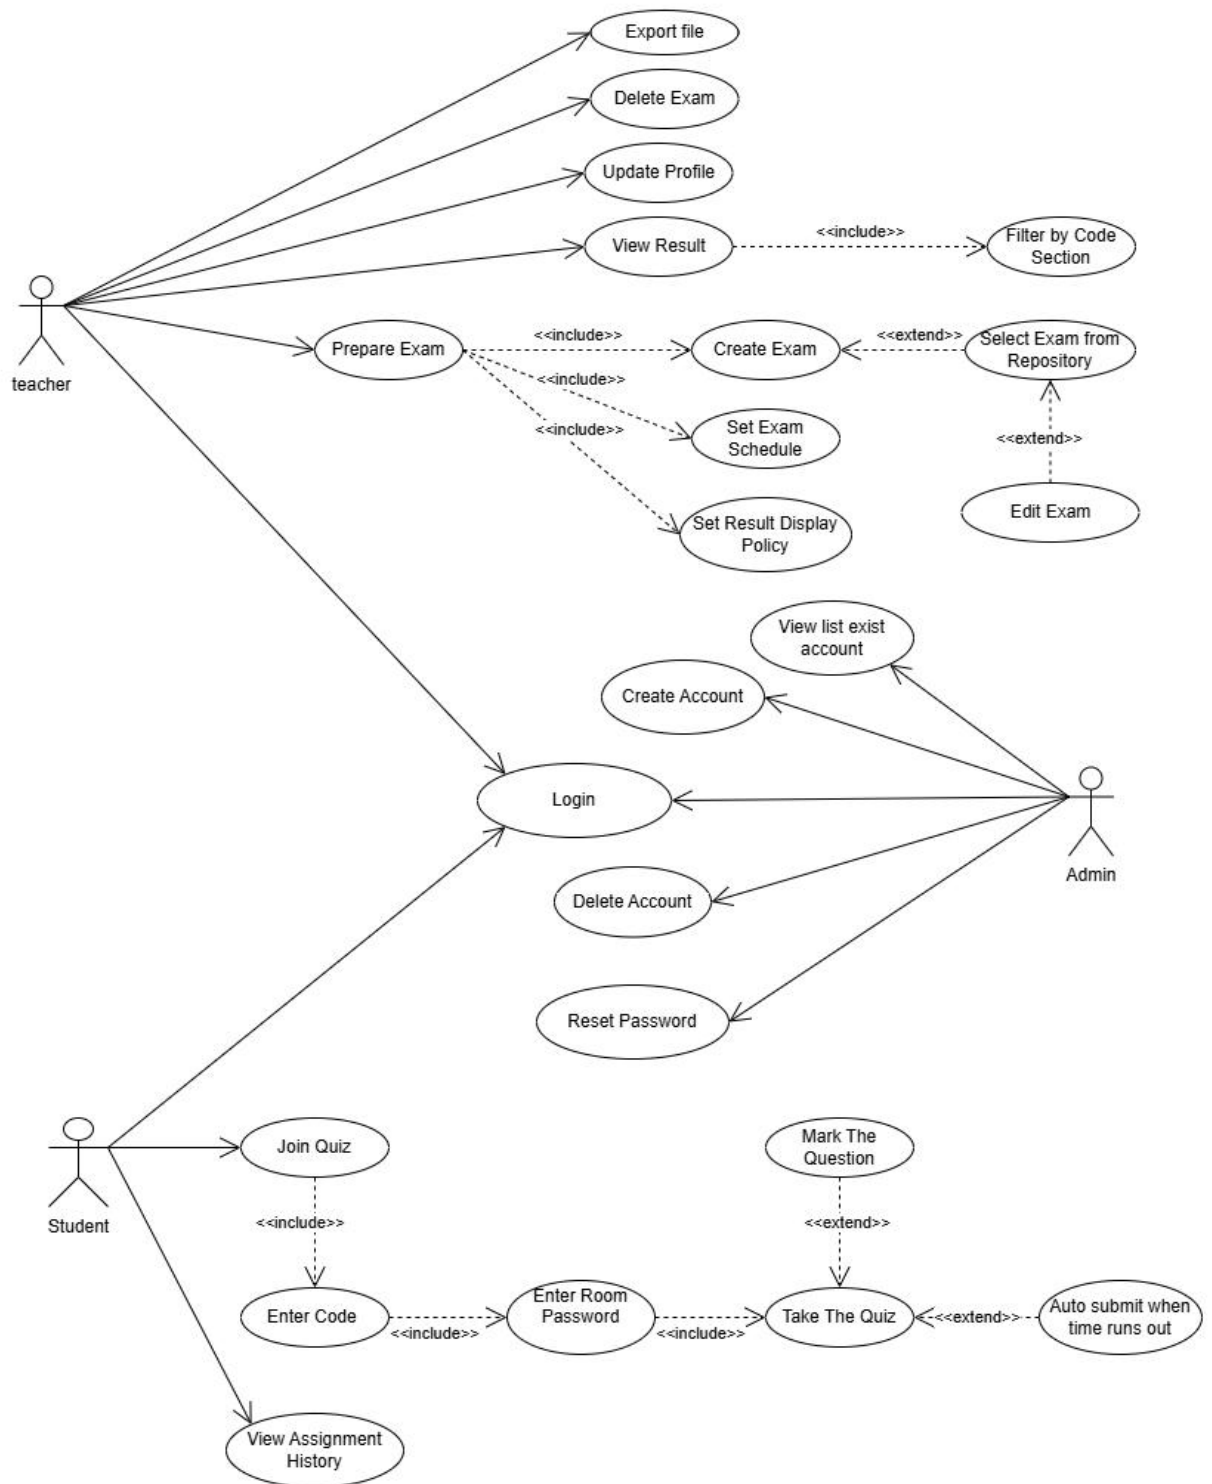 Export file
Delete Exam
Update Profile
View Result
<<include>>
Filter by Code
Section
teacher
Prepare Exam
<<include>>
Create Exam
<<extend>>
Select Exam from
Repository
<<include>>
Set Exam
Schedule
<<include>>
<<extend>>
Edit Exam
Set Result Display
Policy
View list exist
account
Create Account
Login
Admin
Delete Account
Reset Password
Student
Join Quiz
Mark The
Question
<<include>>
<<extend>>
Enter Code
<<include>>
Enter Room
Password
<<include>>
Take The Quiz
<<extend>>
Auto submit when
time runs out
View Assignment
History